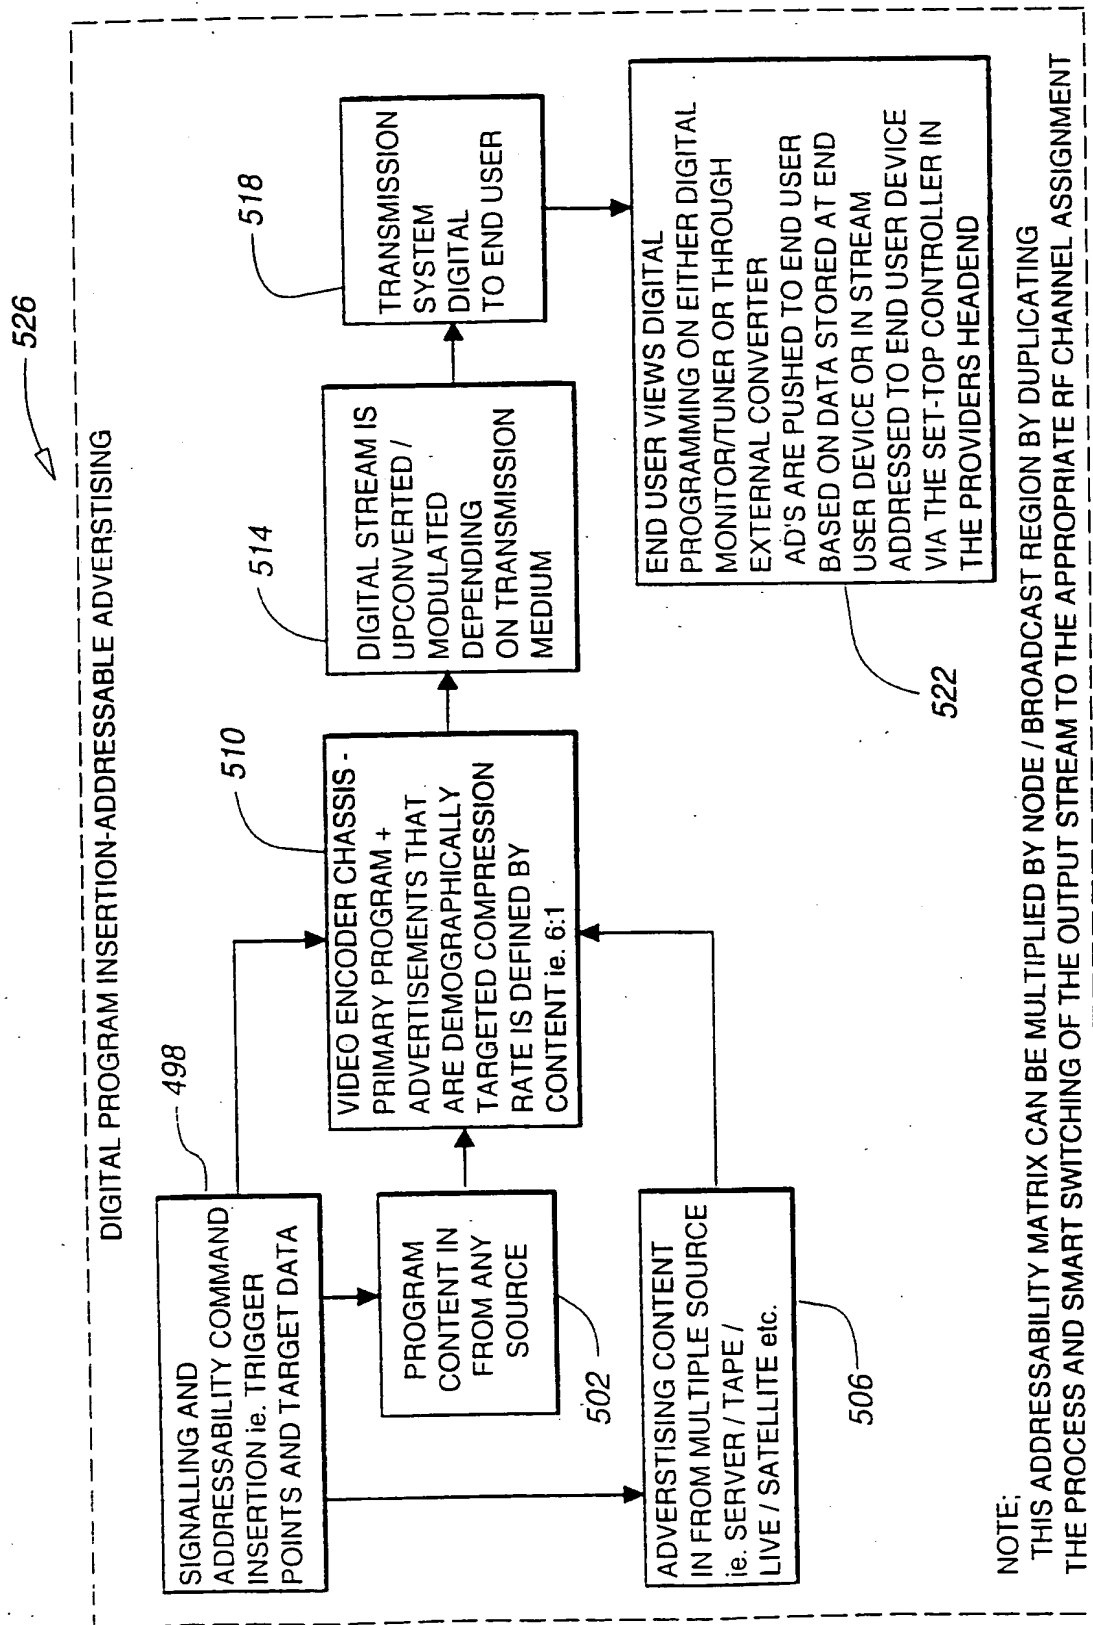 526
DIGITAL PROGRAM INSERTION-ADDRESSABLE ADVERSTISING
498
SIGNALLING AND
ADDRESSABILITY COMMAND
INSERTION ie. TRIGGER
POINTS AND TARGET DATA
PROGRAM
CONTENT IN
FROM ANY
SOURCE
502
ADVERSTISING CONTENT
IN FROM MULTIPLE SOURCE
ie. SERVER / TAPE /
LIVE / SATELLITE etc.
506
510
VIDEO ENCODER CHASSIS -
PRIMARY PROGRAM +
ADVERTISEMENTS THAT
ARE DEMOGRAPHICALLY
TARGETED COMPRESSION
RATE IS DEFINED BY
CONTENT ie. 6:1
514
DIGITAL STREAM IS
UPCONVERTED /
MODULATED
DEPENDING
ON TRANSMISSION
MEDIUM
518
TRANSMISSION
SYSTEM
DIGITAL
TO END USER
END USER VIEWS DIGITAL
PROGRAMMING ON EITHER DIGITAL
MONITOR/TUNER OR THROUGH
EXTERNAL CONVERTER
AD'S ARE PUSHED TO END USER
BASED ON DATA STORED AT END
USER DEVICE OR IN STREAM
ADDRESSED TO END USER DEVICE
VIA THE SET-TOP CONTROLLER IN
THE PROVIDERS HEADEND
522
NOTE;
THIS ADDRESSABILITY MATRIX CAN BE MULTIPLIED BY NODE / BROADCAST REGION BY DUPLICATING
THE PROCESS AND SMART SWITCHING OF THE OUTPUT STREAM TO THE APPROPRIATE RF CHANNEL ASSIGNMENT